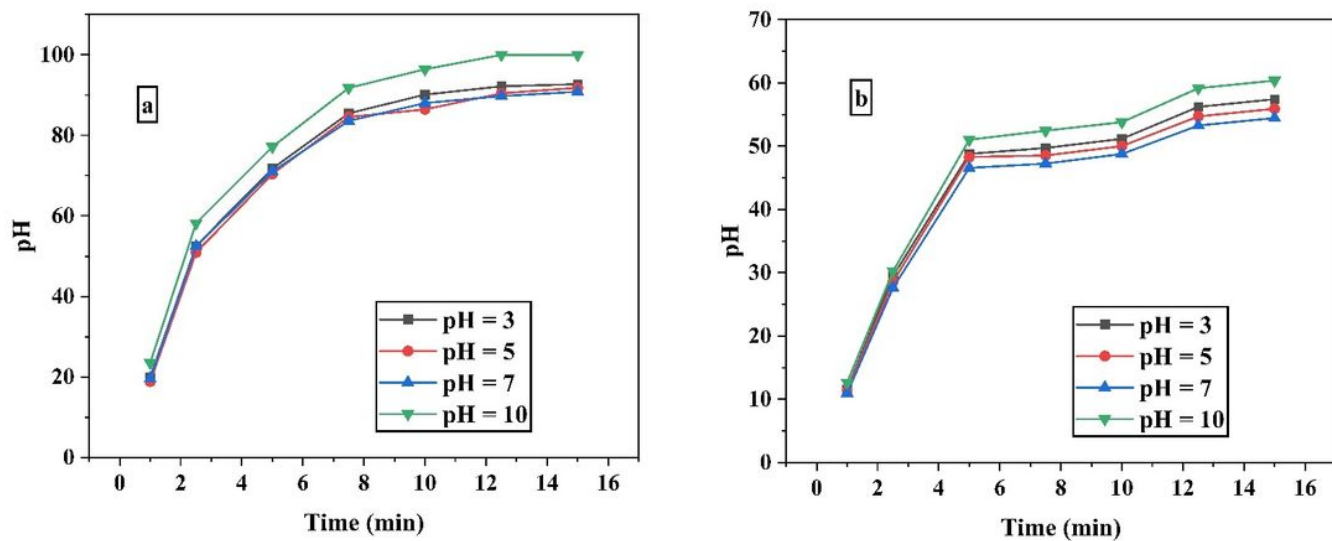 a
pH
100
80
60
40
20
0
pH = 3
pH = 5
pH = 7
pH = 10
0 2 4 6 8 10 12 14 16
Time (min)
b
pH
70
60
50
40
30
20
10
0
pH = 3
pH = 5
pH = 7
pH = 10
0 2 4 6 8 10 12 14 16
Time (min)